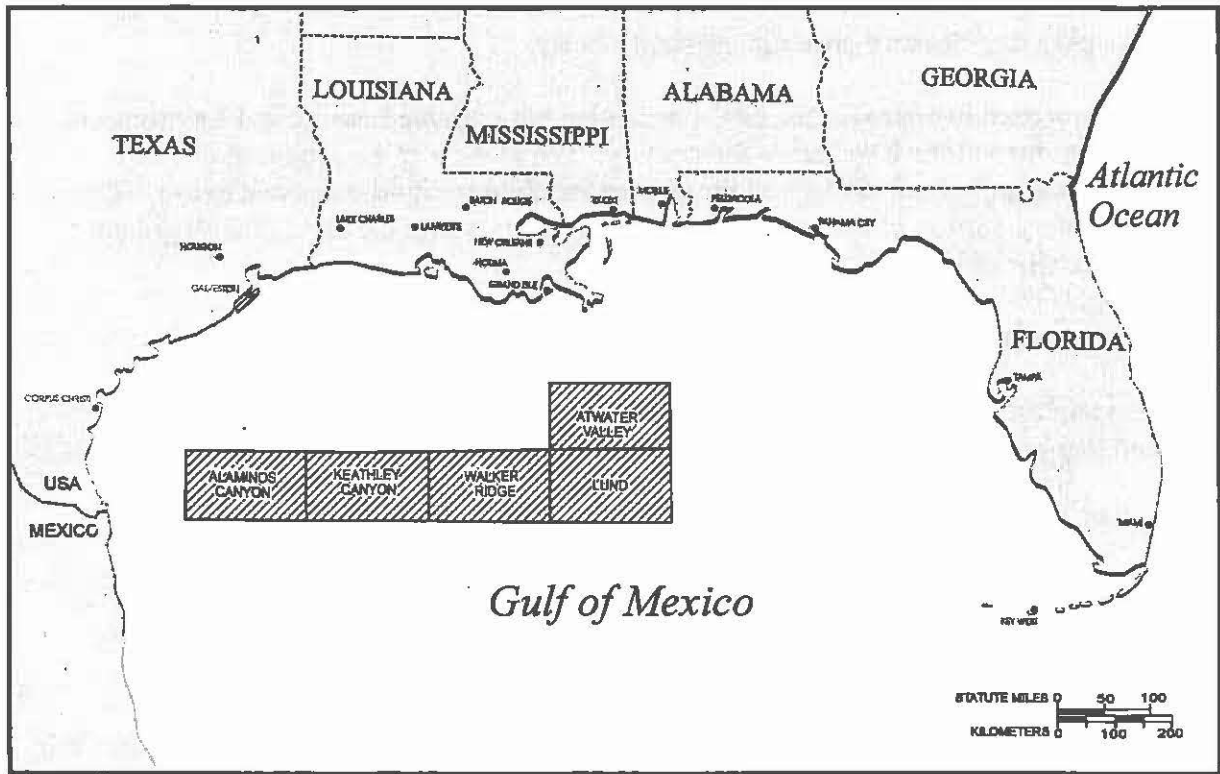 LOUISIANA
MISSISSIPPI
ALABAMA
GEORGIA
TEXAS
Atlantic
Ocean
LAKE CHARLES
LAFAYETTE
BATON ROUGE
NEW ORLEANS
BILOXI
MOBILE
PENSACOLA
PANAMA CITY
HOUSTON
GALVESTON
HOUMA
GRAND ISLE
FLORIDA
TAMPA
CORPUS CHRISTI
ATWATER
VALLEY
ALAMINOS
CANYON
KEATHLEY
CANYON
WALKER
RIDGE
LUND
USA
MEXICO
MIAMI
Gulf of Mexico
KEY WEST
STATUTE MILES 0 50 100
KILOMETERS 0 100 200